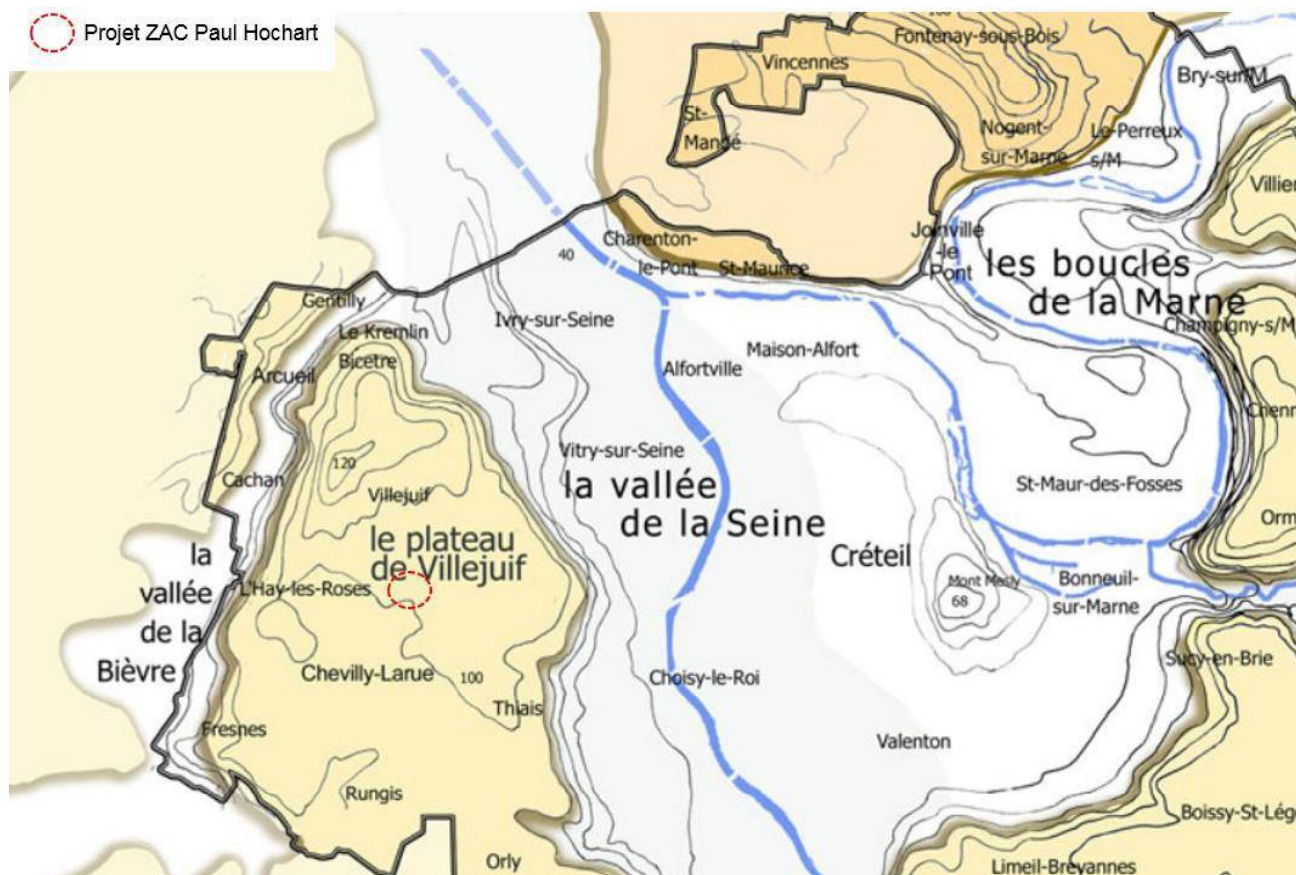 Projet ZAC Paul Hochart
Fontenay-sous-Bois
Vincennes
Bry-sur/M
St-
Mandé
Nogent-
sur-Marne
Le-Perreux
s/M
Villier
Charenton-
le-Pont
St-Maurice
Joinville
-le
-Pont
les boucles
de la Marne
40
Gentilly
Ivry-sur-Seine
Le Kremlin
Bicetre
Champigny-s/M
Maison-Alfort
Alfortville
Arcueil
Chenn
Vitry-sur-Seine
120
Cachan
Villejuif
la vallée
de la Seine
St-Maur-des-Fosses
Orm
le plateau
de Villejuif
la
vallée
de la
Bièvre
Créteil
L'Hay-les-Roses
Mont Mesly
68
Bonneuil-
sur-Marne
Chevilly-Larue
100
Choisy-le-Roi
Sucy-en-Brie
Thiais
Fresnes
Valenton
Rungis
Boissy-St-Lég
Orly
Limeil-Brevannes